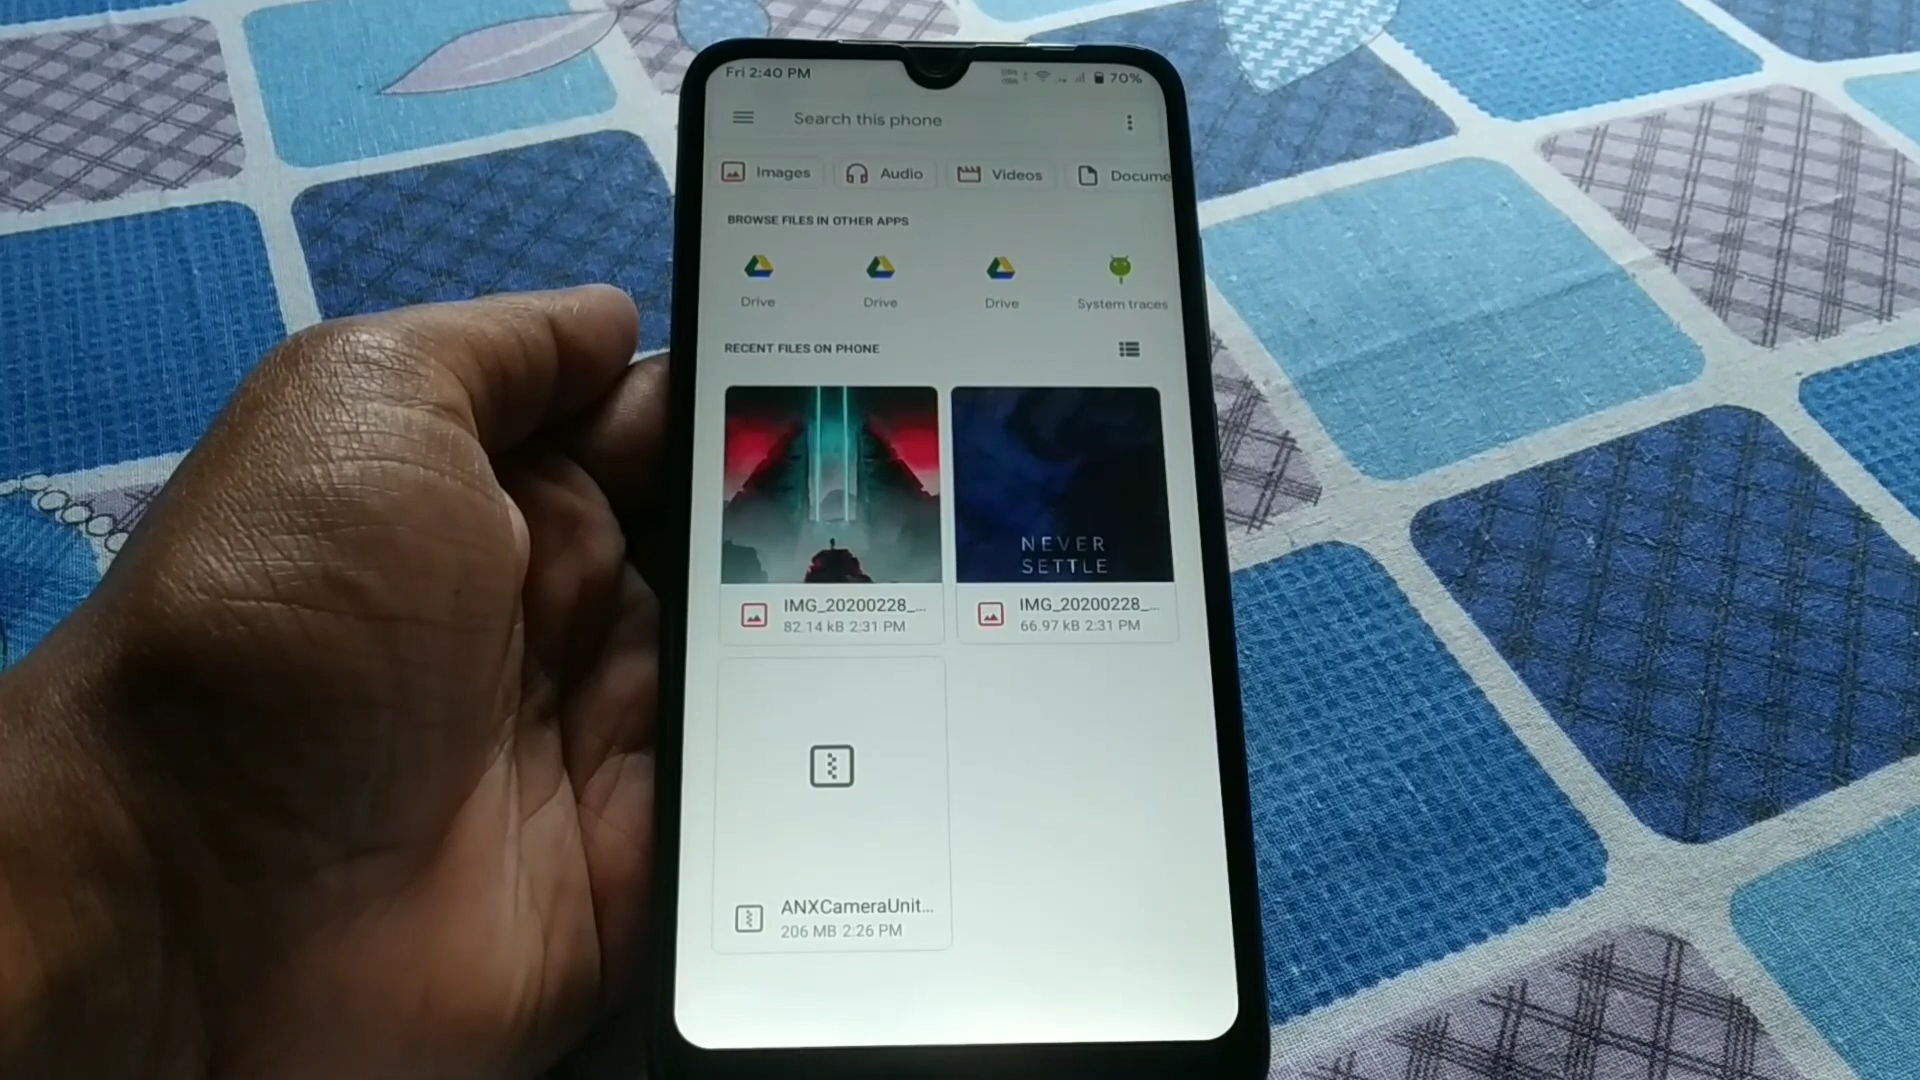 Fri 2:40 PM
70%
Search this phone
Images
Audio
Videos
Docume
BROWSE FILES IN OTHER APPS
Drive
Drive
Drive
System traces
RECENT FILES ON PHONE
NEVER
SETTLE
IMG_20200228_...
82.14 kB 2:31 PM
IMG_20200228_...
66.97 kB 2:31 PM
ANXCameraUnit...
206 MB 2:26 PM